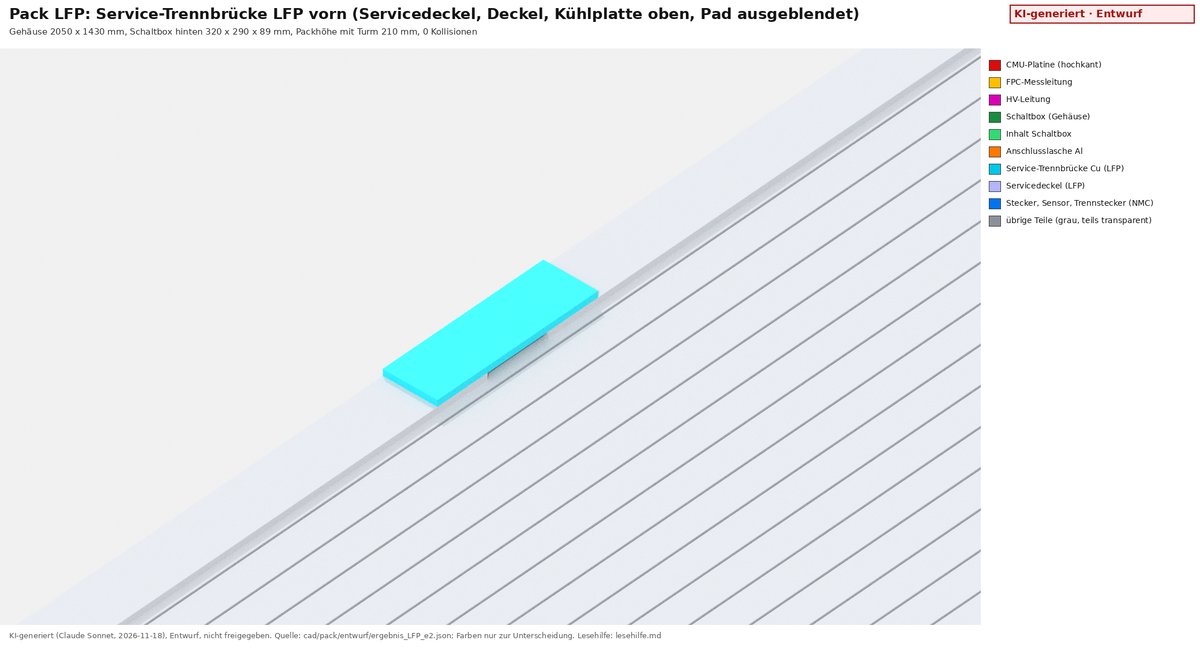 Pack LFP: Service-Trennbrücke LFP vorn (Servicedeckel, Deckel, Kühlplatte oben, Pad ausgeblendet)
KI-generiert · Entwurf
Gehäuse 2050 x 1430 mm, Schaltbox hinten 320 x 290 x 89 mm, Packhöhe mit Turm 210 mm, 0 Kollisionen
CMU-Platine (hochkant)
FPC-Messleitung
HV-Leitung
Schaltbox (Gehäuse)
Inhalt Schaltbox
Anschlusslasche Al
Service-Trennbrücke Cu (LFP)
Servicedeckel (LFP)
Stecker, Sensor, Trennstecker (NMC)
übrige Teile (grau, teils transparent)
KI-generiert (Claude Sonnet, 2026-11-18), Entwurf, nicht freigegeben. Quelle: cad/pack/entwurf/ergebnis_LFP_e2.json; Farben nur zur Unterscheidung. Lesehilfe: lesehilfe.md